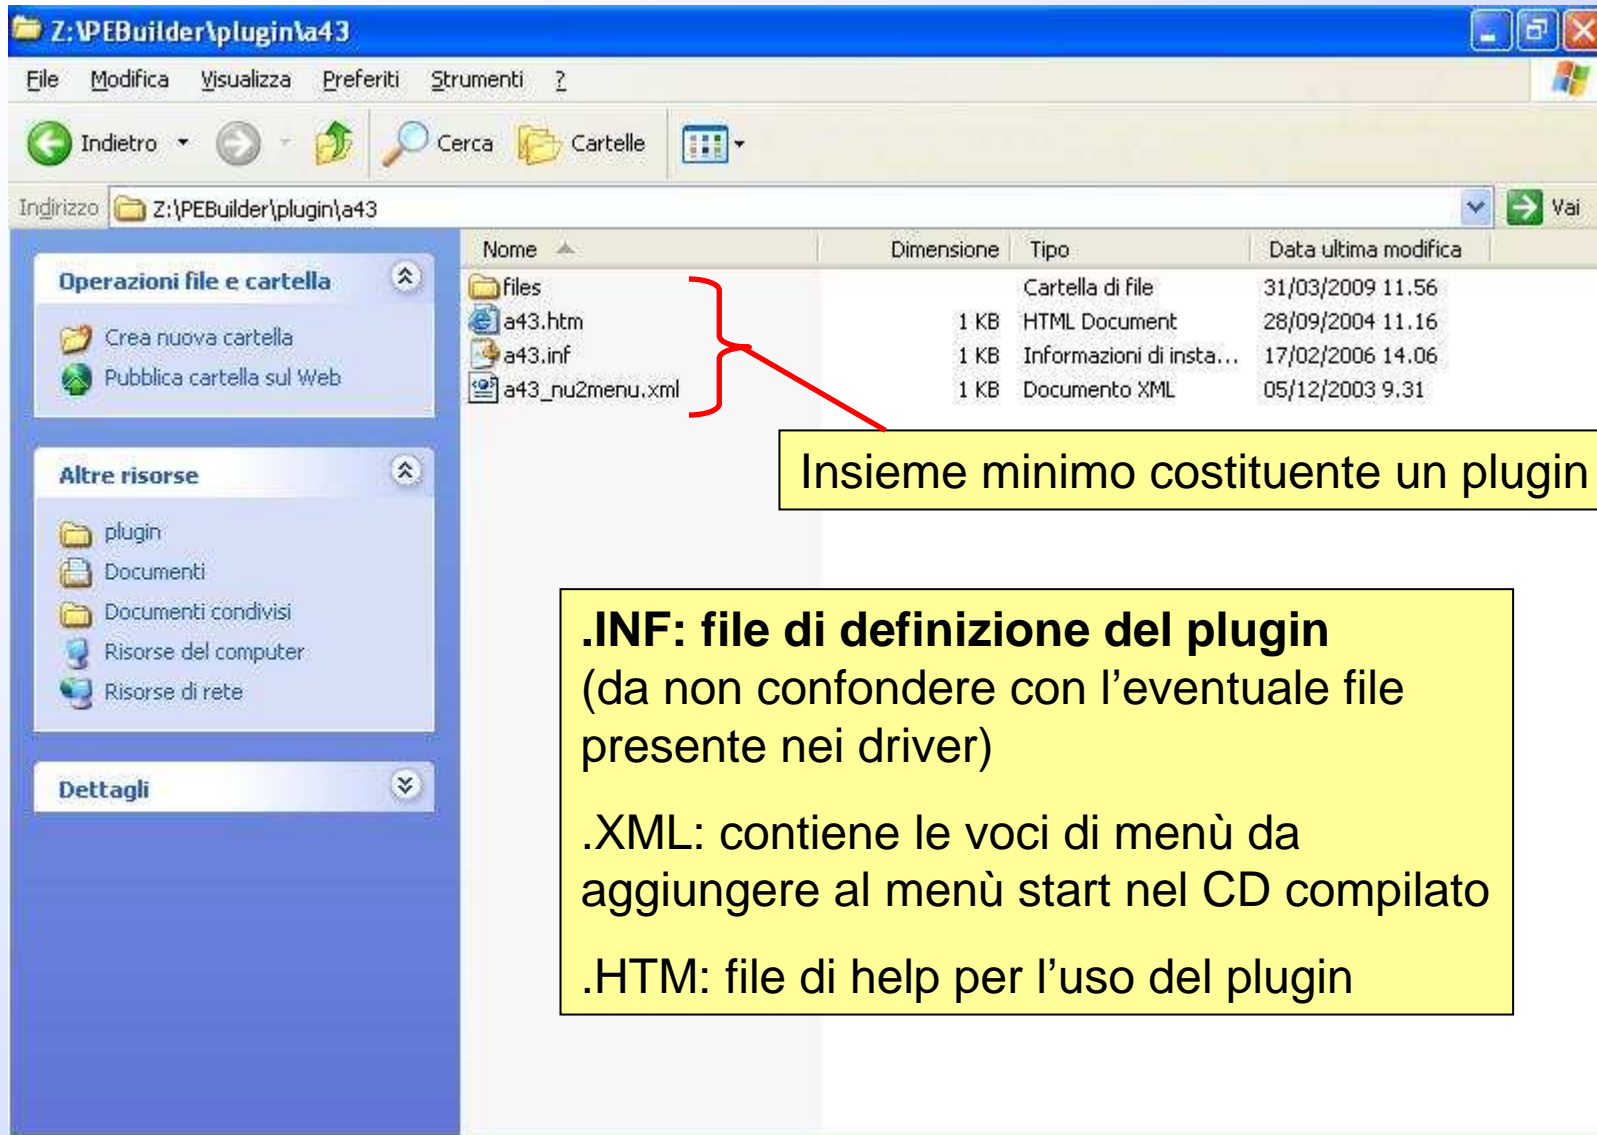 Z:\PEBuilder\plugin\a43
File Modifica Visualizza Preferiti Strumenti ?
Indietro Cerca Cartelle
Indirizzo Z:\PEBuilder\plugin\a43 Vai
Nome Dimensione Tipo Data ultima modifica
Operazioni file e cartella
Crea nuova cartella
Pubblica cartella sul Web
files Cartella di file 31/03/2009 11.56
a43.htm 1 KB HTML Document 28/09/2004 11.16
a43.inf 1 KB Informazioni di insta... 17/02/2006 14.06
a43_nu2menu.xml 1 KB Documento XML 05/12/2003 9.31
Insieme minimo costituente un plugin
Altre risorse
plugin
Documenti
Documenti condivisi
Risorse del computer
Risorse di rete
Dettagli
.INF: file di definizione del plugin
(da non confondere con l’eventuale file
presente nei driver)
.XML: contiene le voci di menù da
aggiungere al menù start nel CD compilato
.HTM: file di help per l’uso del plugin